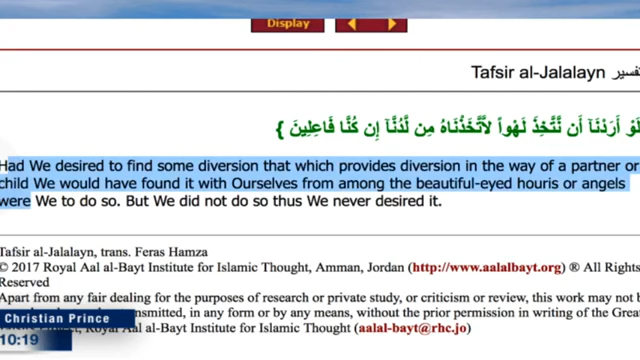 Display
Tafsir al-Jalalayn تفسير
لَوْ أَرَدْنَآ أَن نَّتَّخِذَ لَهْواً لاَّتَّخَذْنَاهُ مِن لَّدُنَّآ إِن كُنَّا فَاعِلِينَ }
Had We desired to find some diversion that which provides diversion in the way of a partner or
child We would have found it with Ourselves from among the beautiful-eyed houris or angels
were We to do so. But We did not do so thus We never desired it.
Tafsir al-Jalalayn, trans. Feras Hamza
© 2017 Royal Aal al-Bayt Institute for Islamic Thought, Amman, Jordan (http://www.aalalbayt.org) ® All Rights
Reserved
Apart from any fair dealing for the purposes of research or private study, or criticism or review, this work may not b
transmitted, in any form or by any means, without the prior permission in writing of the Great
Royal Aal al-Bayt Institute for Islamic Thought (aalal-bayt@rhc.jo)
Christian Prince
10:19